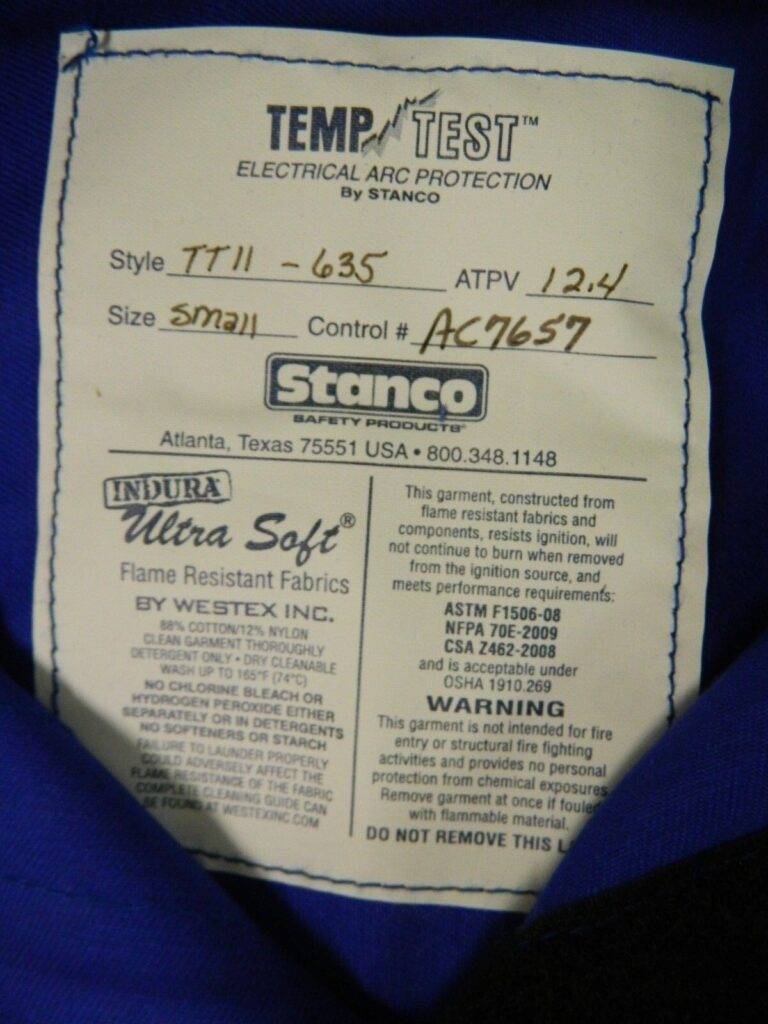 TEMP TEST™
ELECTRICAL ARC PROTECTION
By STANCO
Style TT11 - 635 ATPV 12.4
Size small Control # AC7657
Stanco
SAFETY PRODUCTS®
Atlanta, Texas 75551 USA • 800.348.1148
INDURA
Ultra Soft®
Flame Resistant Fabrics
BY WESTEX INC.
88% COTTON/12% NYLON
CLEAN GARMENT THOROUGHLY
DETERGENT ONLY • DRY CLEANABLE
WASH UP TO 165°F (74°C)
NO CHLORINE BLEACH OR
HYDROGEN PEROXIDE EITHER
SEPARATELY OR IN DETERGENTS
NO SOFTENERS OR STARCH
FAILURE TO LAUNDER PROPERLY
COULD ADVERSELY AFFECT THE
FLAME RESISTANCE OF THE FABRIC
COMPLETE CLEANING GUIDE CAN
BE FOUND AT WESTEXINC.COM
This garment, constructed from
flame resistant fabrics and
components, resists ignition, will
not continue to burn when removed
from the ignition source, and
meets performance requirements:
ASTM F1506-08
NFPA 70E-2009
CSA Z462-2008
and is acceptable under
OSHA 1910.269
WARNING
This garment is not intended for fire
entry or structural fire fighting
activities and provides no personal
protection from chemical exposures
Remove garment at once if fouled
with flammable material.
DO NOT REMOVE THIS L